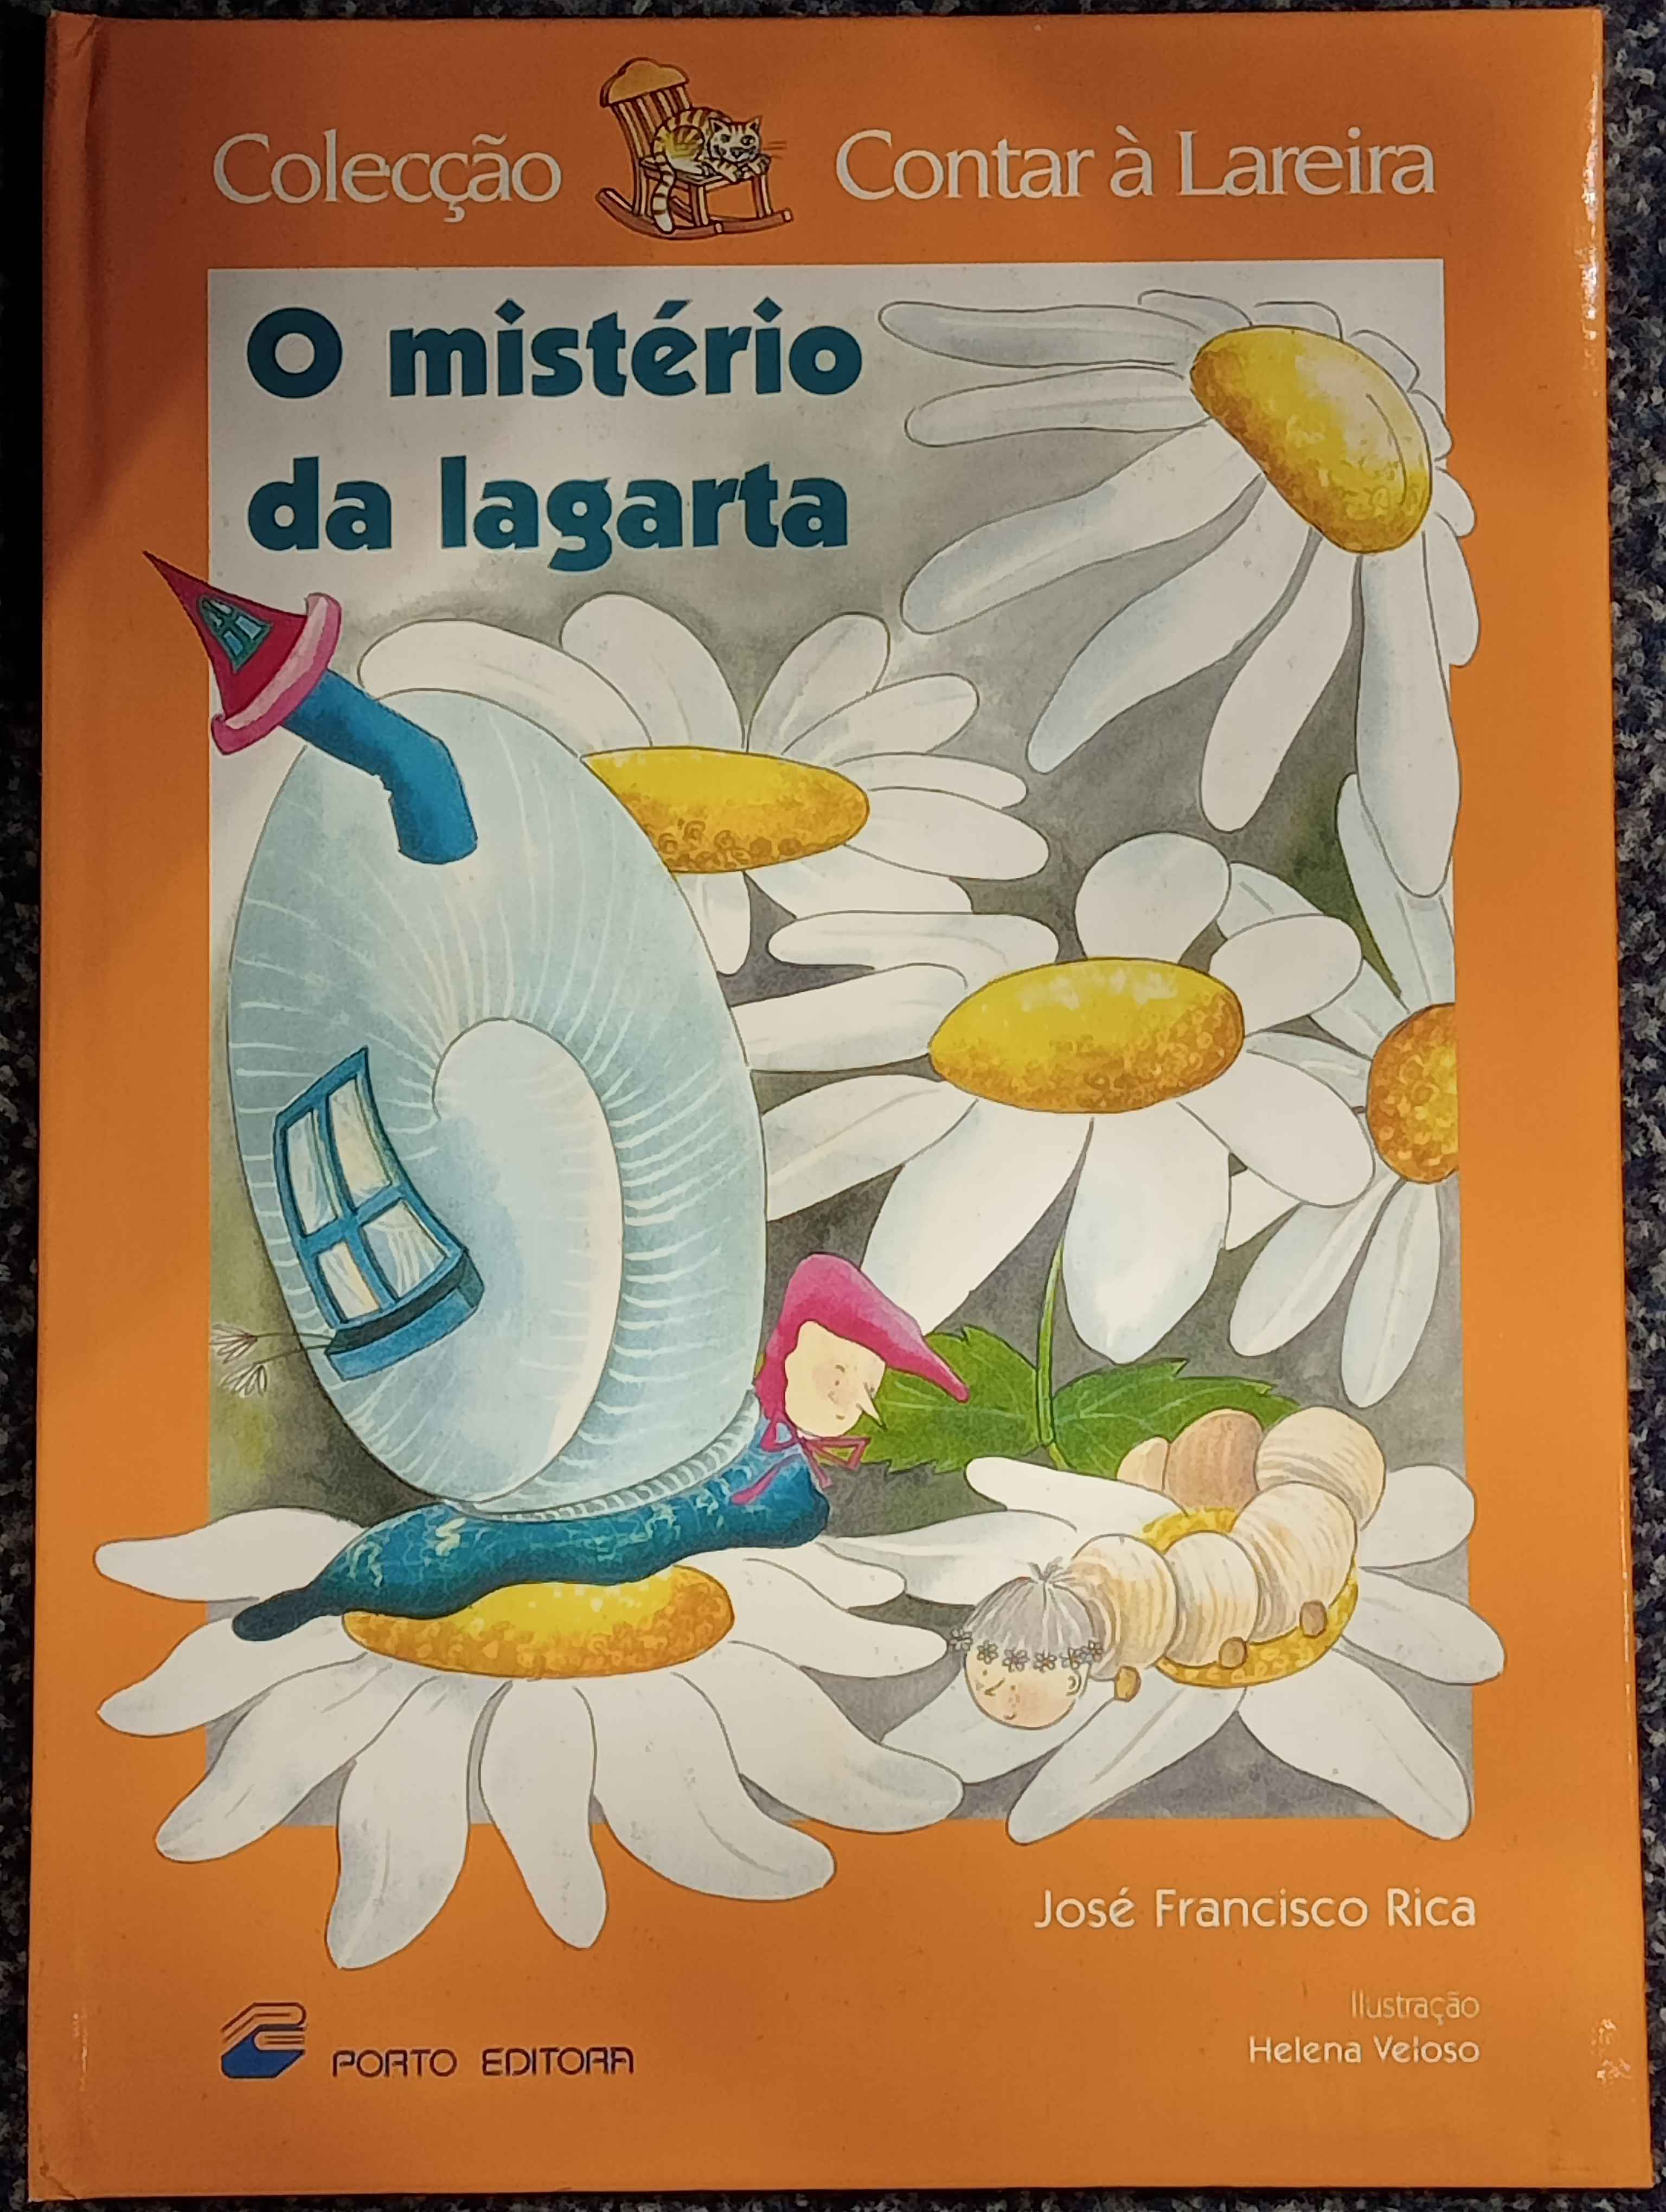 Colecção Contar à Lareira
O mistério
da lagarta
José Francisco Rica
Ilustração
Helena Veloso
PORTO EDITORA